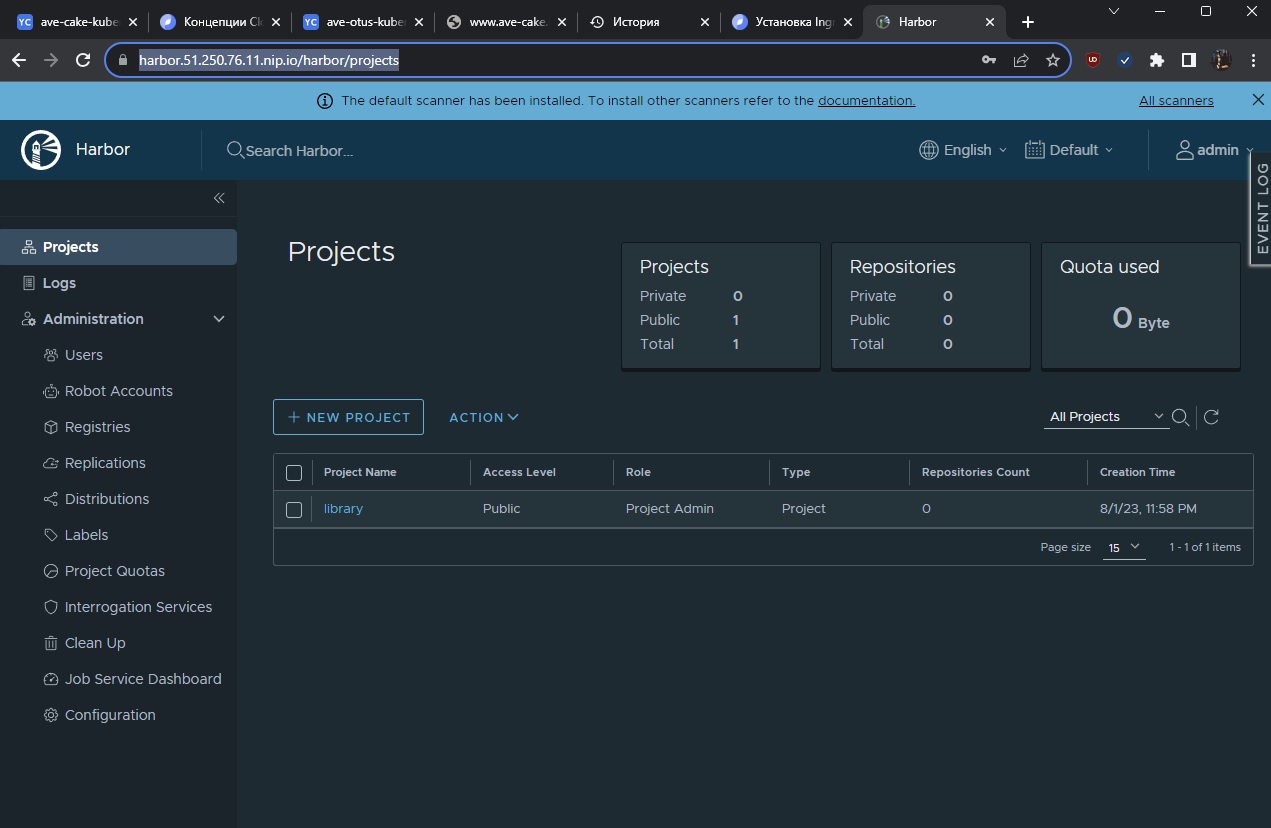 YC ave-cake-kube Концепции Clo YC ave-otus-kuber www.ave-cake. История Установка Ingr Harbor
harbor.51.250.76.11.nip.io/harbor/projects
The default scanner has been installed. To install other scanners refer to the documentation. All scanners
Harbor Search Harbor... English Default admin
EVENT LOG
Projects
Logs
Administration
Users
Robot Accounts
Registries
Replications
Distributions
Labels
Project Quotas
Interrogation Services
Clean Up
Job Service Dashboard
Configuration
Projects
Projects
Private 0
Public 1
Total 1
Repositories
Private 0
Public 0
Total 0
Quota used
0 Byte
+ NEW PROJECT ACTION All Projects
Project Name Access Level Role Type Repositories Count Creation Time
library Public Project Admin Project 0 8/1/23, 11:58 PM
Page size 15 1 - 1 of 1 items